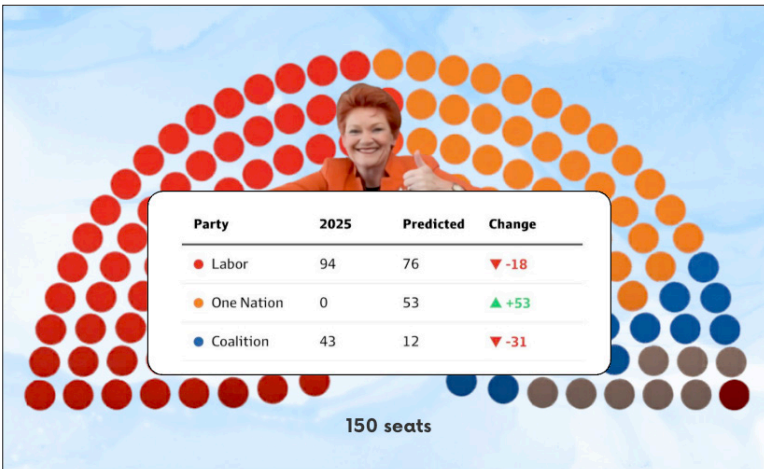 Party 2025 Predicted Change
Labor 94 76 ▼ -18
One Nation 0 53 ▲ +53
Coalition 43 12 ▼ -31
150 seats